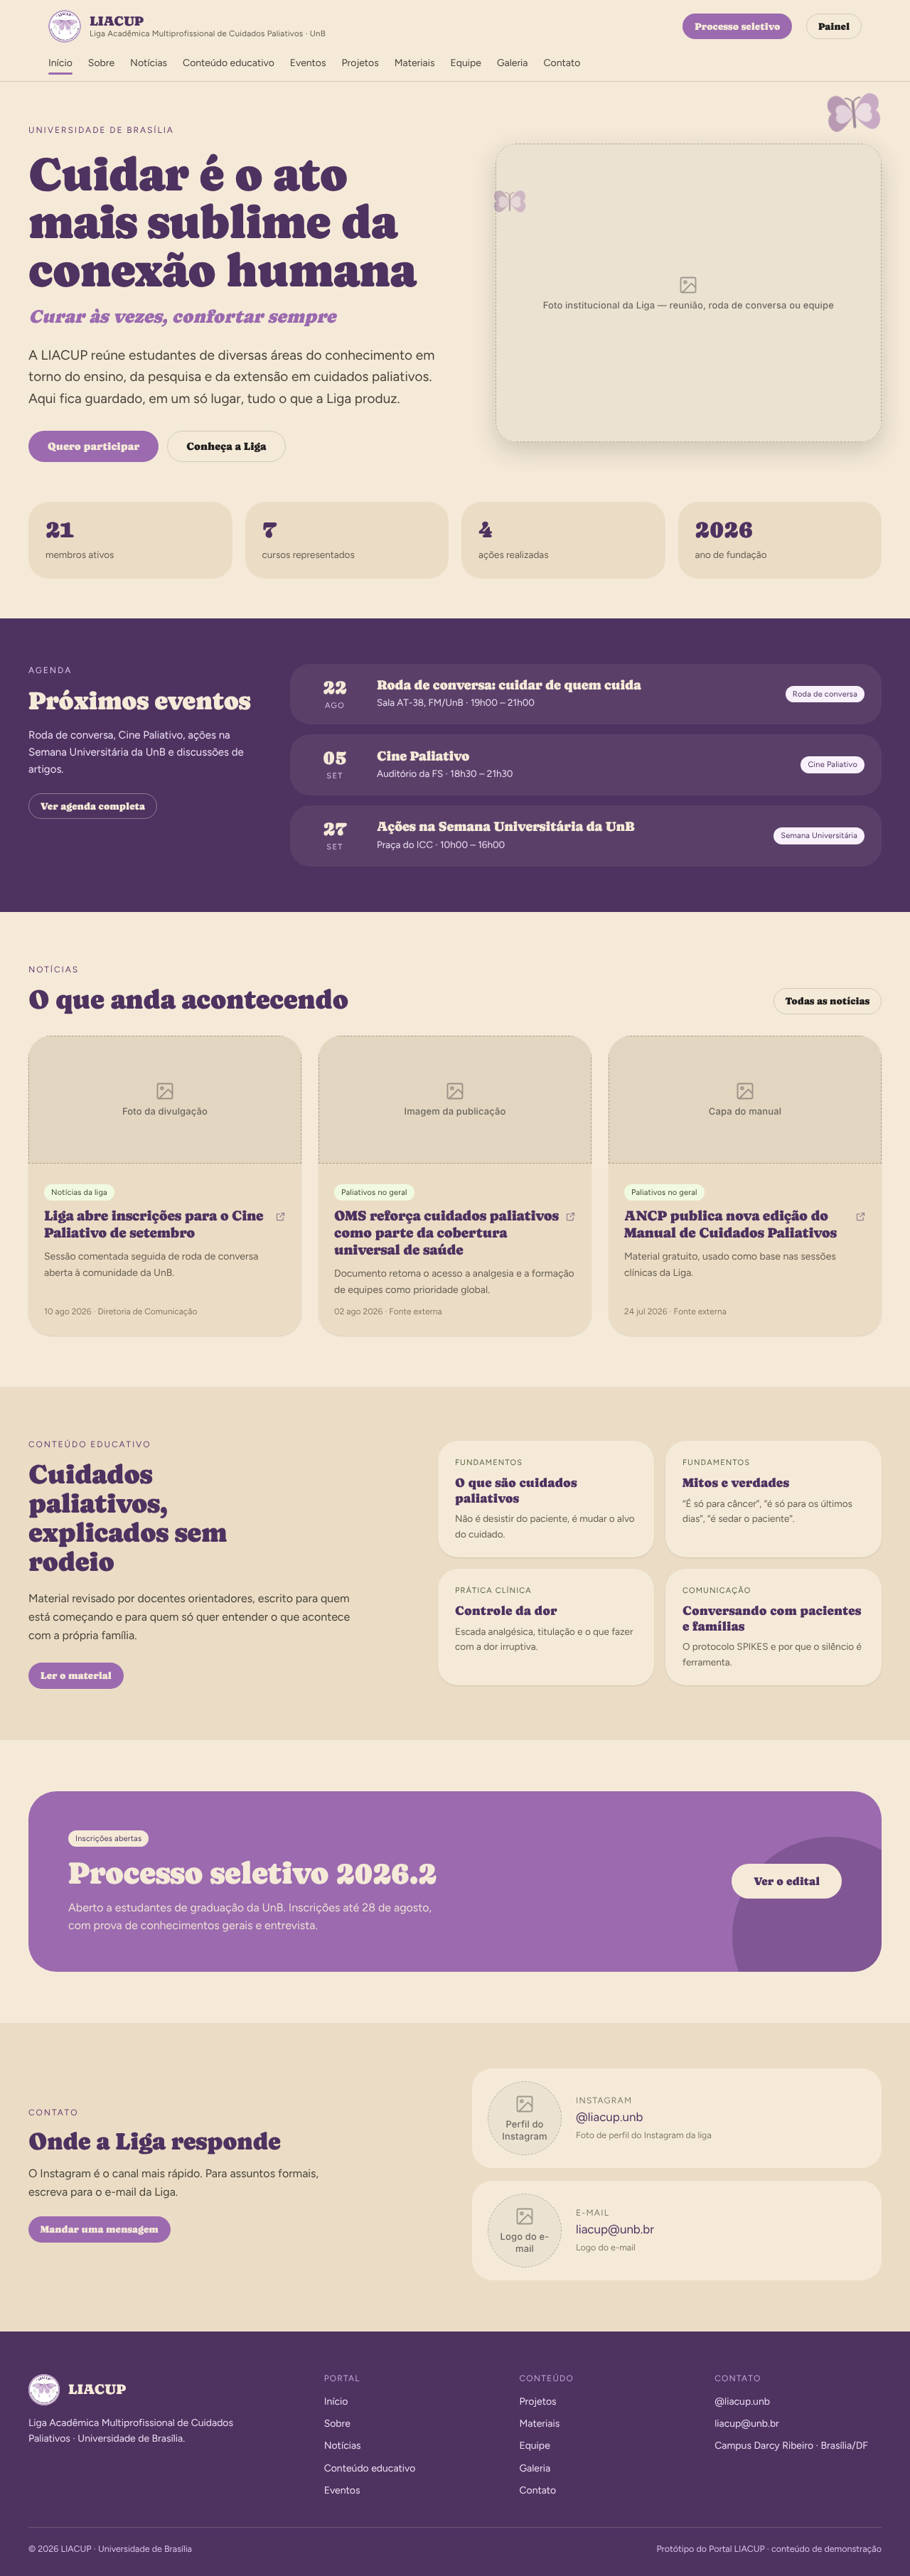 LIACUP
Liga Acadêmica Multiprofissional de Cuidados Paliativos · UnB
Processo seletivo
Painel
Início
Sobre
Notícias
Conteúdo educativo
Eventos
Projetos
Materiais
Equipe
Galeria
Contato
UNIVERSIDADE DE BRASÍLIA
Cuidar é o ato
mais sublime da
conexão humana
Curar às vezes, confortar sempre
A LIACUP reúne estudantes de diversas áreas do conhecimento em
torno do ensino, da pesquisa e da extensão em cuidados paliativos.
Aqui fica guardado, em um só lugar, tudo o que a Liga produz.
Quero participar
Conheça a Liga
Foto institucional da Liga — reunião, roda de conversa ou equipe
21
membros ativos
7
cursos representados
4
ações realizadas
2026
ano de fundação
AGENDA
Próximos eventos
Roda de conversa, Cine Paliativo, ações na
Semana Universitária da UnB e discussões de
artigos.
Ver agenda completa
22
AGO
Roda de conversa: cuidar de quem cuida
Sala AT-38, FM/UnB · 19h00 – 21h00
Roda de conversa
05
SET
Cine Paliativo
Auditório da FS · 18h30 – 21h30
Cine Paliativo
27
SET
Ações na Semana Universitária da UnB
Praça do ICC · 10h00 – 16h00
Semana Universitária
NOTÍCIAS
O que anda acontecendo
Todas as notícias
Foto da divulgação
Notícias da liga
Liga abre inscrições para o Cine
Paliativo de setembro
Sessão comentada seguida de roda de conversa
aberta à comunidade da UnB.
10 ago 2026 · Diretoria de Comunicação
Imagem da publicação
Paliativos no geral
OMS reforça cuidados paliativos
como parte da cobertura
universal de saúde
Documento retoma o acesso a analgesia e a formação
de equipes como prioridade global.
02 ago 2026 · Fonte externa
Capa do manual
Paliativos no geral
ANCP publica nova edição do
Manual de Cuidados Paliativos
Material gratuito, usado como base nas sessões
clínicas da Liga.
24 jul 2026 · Fonte externa
CONTEÚDO EDUCATIVO
Cuidados
paliativos,
explicados sem
rodeio
Material revisado por docentes orientadores, escrito para quem
está começando e para quem só quer entender o que acontece
com a própria família.
Ler o material
FUNDAMENTOS
O que são cuidados
paliativos
Não é desistir do paciente, é mudar o alvo
do cuidado.
FUNDAMENTOS
Mitos e verdades
“É só para câncer”, “é só para os últimos
dias”, “é sedar o paciente”.
PRÁTICA CLÍNICA
Controle da dor
Escada analgésica, titulação e o que fazer
com a dor irruptiva.
COMUNICAÇÃO
Conversando com pacientes
e famílias
O protocolo SPIKES e por que o silêncio é
ferramenta.
Inscrições abertas
Processo seletivo 2026.2
Aberto a estudantes de graduação da UnB. Inscrições até 28 de agosto,
com prova de conhecimentos gerais e entrevista.
Ver o edital
CONTATO
Onde a Liga responde
O Instagram é o canal mais rápido. Para assuntos formais,
escreva para o e-mail da Liga.
Mandar uma mensagem
Perfil do
Instagram
INSTAGRAM
@liacup.unb
Foto de perfil do Instagram da liga
Logo do e-
mail
E-MAIL
liacup@unb.br
Logo do e-mail
LIACUP
Liga Acadêmica Multiprofissional de Cuidados
Paliativos · Universidade de Brasília.
PORTAL
Início
Sobre
Notícias
Conteúdo educativo
Eventos
CONTEÚDO
Projetos
Materiais
Equipe
Galeria
Contato
CONTATO
@liacup.unb
liacup@unb.br
Campus Darcy Ribeiro · Brasília/DF
© 2026 LIACUP · Universidade de Brasília
Protótipo do Portal LIACUP · conteúdo de demonstração